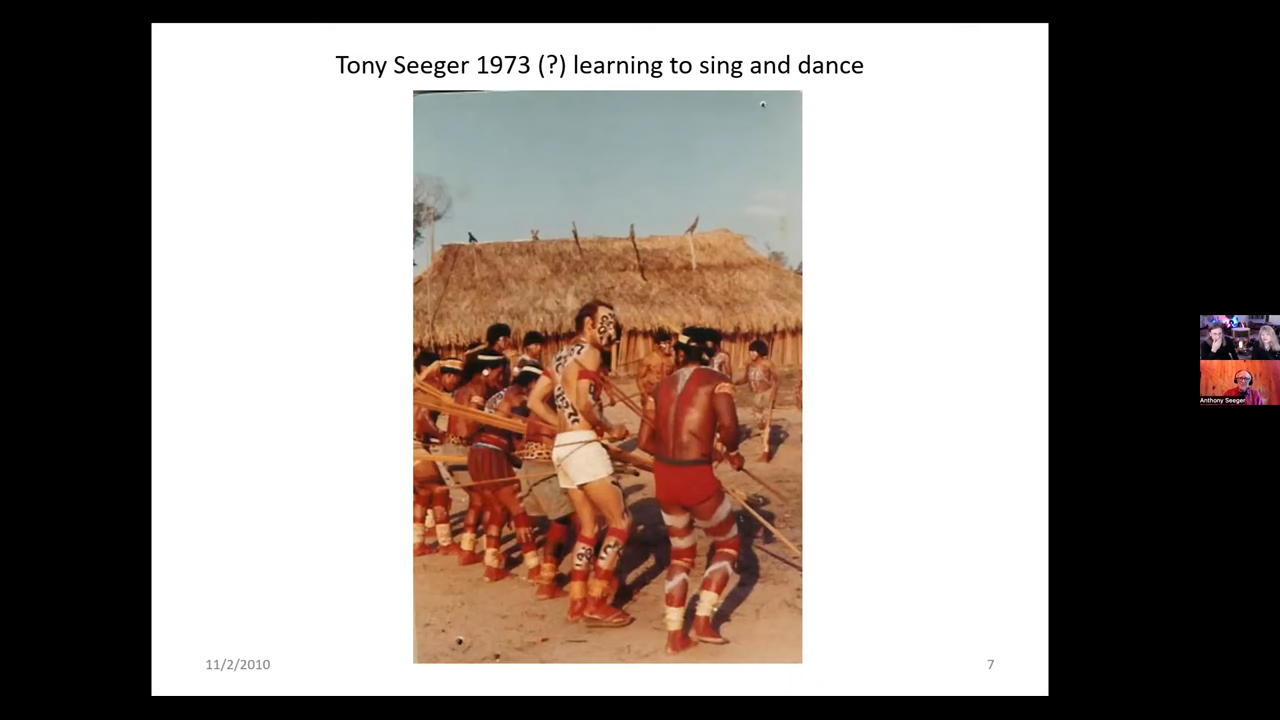 Tony Seeger 1973 (?) learning to sing and dance
Anthony Seeger
11/2/2010
7